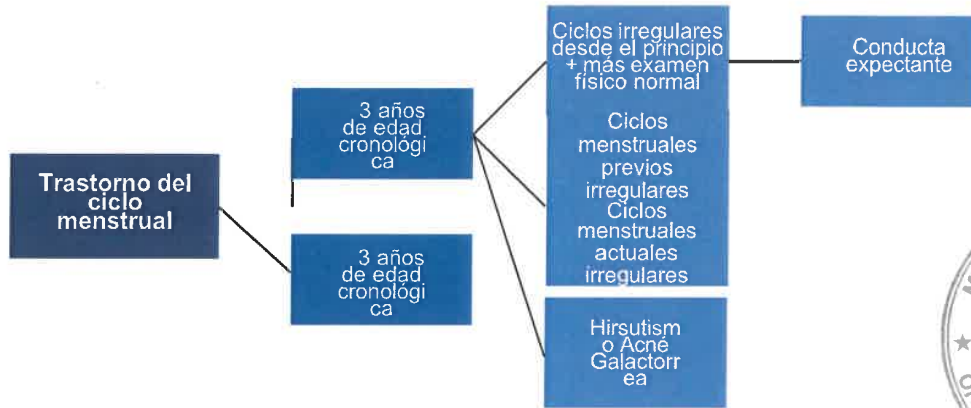 Trastorno del
ciclo
menstrual
3 años
de edad
cronológi
ca
3 años
de edad
cronológi
ca
Ciclos irregulares
desde el principio
+ más examen
físico normal
Ciclos
menstruales
previos
irregulares
Ciclos
menstruales
actuales
irregulares
Hirsutism
o Acné
Galactorr
ea
Conducta
expectante